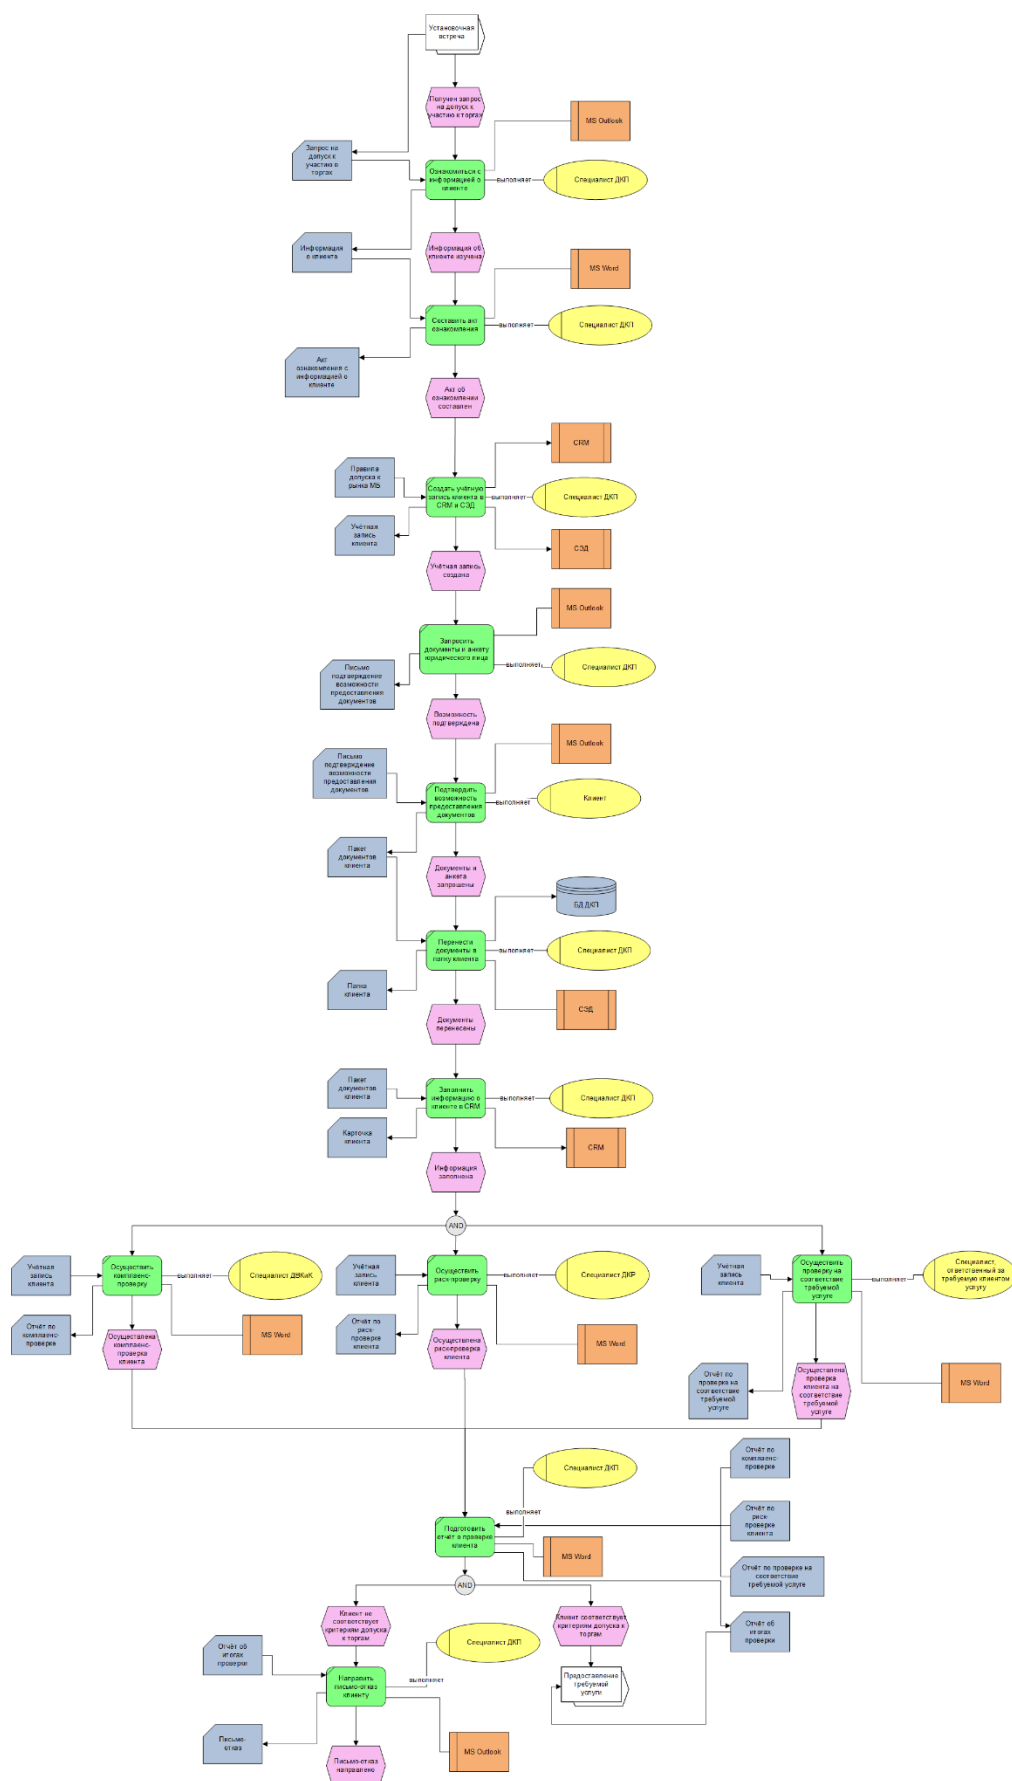 Установочная
встреча
Получен запрос
на допуск к
участию к торгах
MS Outlook
Запрос на
допуск к
участию в
торгах
Ознакомиться с
информацией о
клиенте
выполняет
Специалист ДКП
Информация
о клиенте
Информация об
клиенте изучена
MS Word
Составить акт
ознакомления
выполняет
Специалист ДКП
Акт
ознакомления с
информацией о
клиенте
Акт об
ознакомлении
составлен
CRM
Правила
допуска к
рынка МБ
Создать учётную
запись клиента в
CRM и СЭД
выполняет
Специалист ДКП
Учётная
запись
клиента
СЭД
Учётная запись
создана
MS Outlook
Запросить
документы и анкету
юридического лица
выполняет
Специалист ДКП
Письмо
подтверждение
возможности
предоставления
документов
Возможность
подтверждена
MS Outlook
Письмо
подтверждение
возможности
предоставления
документов
Подтвердить
возможность
предоставления
документов
выполняет
Клиент
Пакет
документов
клиента
Документы и
анкета
запрошены
БД ДКП
Перенести
документы в
папку клиента
выполняет
Специалист ДКП
Папка
клиента
СЭД
Документы
перенесены
Пакет
документов
клиента
Заполнить
информацию о
клиенте в CRM
выполняет
Специалист ДКП
Карточка
клиента
CRM
Информация
заполнена
AND
Учётная
запись
клиента
Осуществить
комплаенс-
проверку
выполняет
Специалист ДВКиК
Учётная
запись
клиента
Осуществить
риск-проверку
выполняет
Специалист ДКР
Учётная
запись
клиента
Осуществить
проверку на
соответствие
требуемой
услуге
выполняет
Специалист,
ответственный за
требуемую клиентом
услугу
Отчёт по
комплаенс-
проверке
Осуществлена
комплаенс-
проверка
клиента
MS Word
Отчёт по
риск-
проверке
клиента
Осуществлена
риск-проверка
клиента
MS Word
Отчёт по
проверке на
соответствие
требуемой
услуге
Осуществлена
проверка
клиента на
соответствие
требуемой
услуге
MS Word
Специалист ДКП
Отчёт по
комплаенс-
проверке
выполняет
Подготовить
отчёт о проверке
клиента
Отчёт по
риск-
проверке
клиента
MS Word
Отчёт по проверке на
соответствие
требуемой услуге
AND
Клиент не
соответствует
критериям допуска
к торгам
Клиент соответствует
критериям допуска к
торгам
Отчёт об
итогах
проверки
Специалист ДКП
Отчёт об
итогах
проверки
Направить
письмо-отказ
клиенту
выполняет
Предоставление
требуемой
услуги
Письмо-
отказ
MS Outlook
Письмо-отказ
направлено